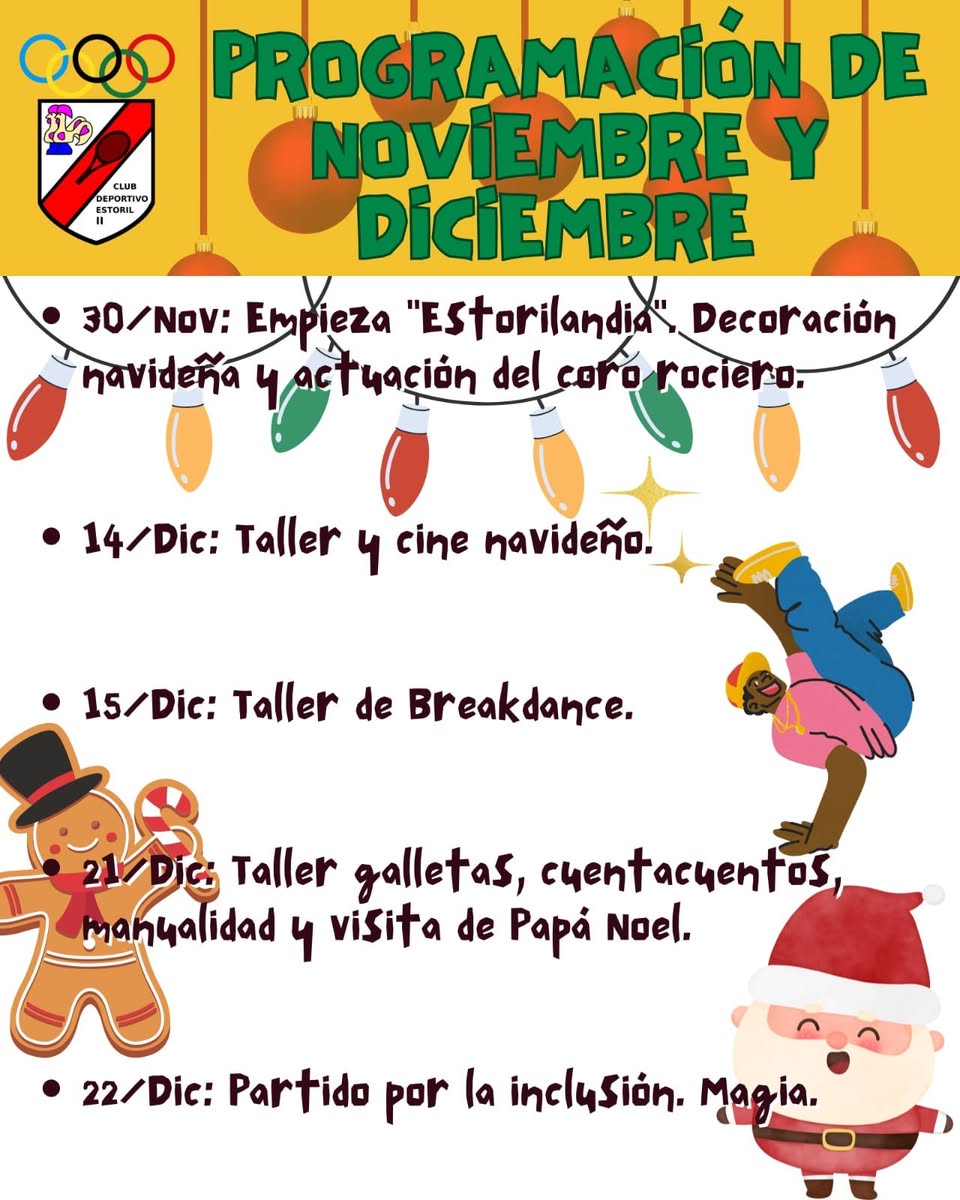 PROGRAMACIÓN DE
NOVIEMBRE Y
DICIEMBRE
CLUB
DEPORTIVO
ESTORIL
II
• 30/Nov: Empieza "Estorilandia". Decoración
navideña y actuación del coro rociero.
• 14/Dic: Taller y cine navideño.
• 15/Dic: Taller de Breakdance.
• 21/Dic: Taller galletas, cuentacuentos,
manualidad y visita de Papá Noel.
• 22/Dic: Partido por la inclusión. Magia.